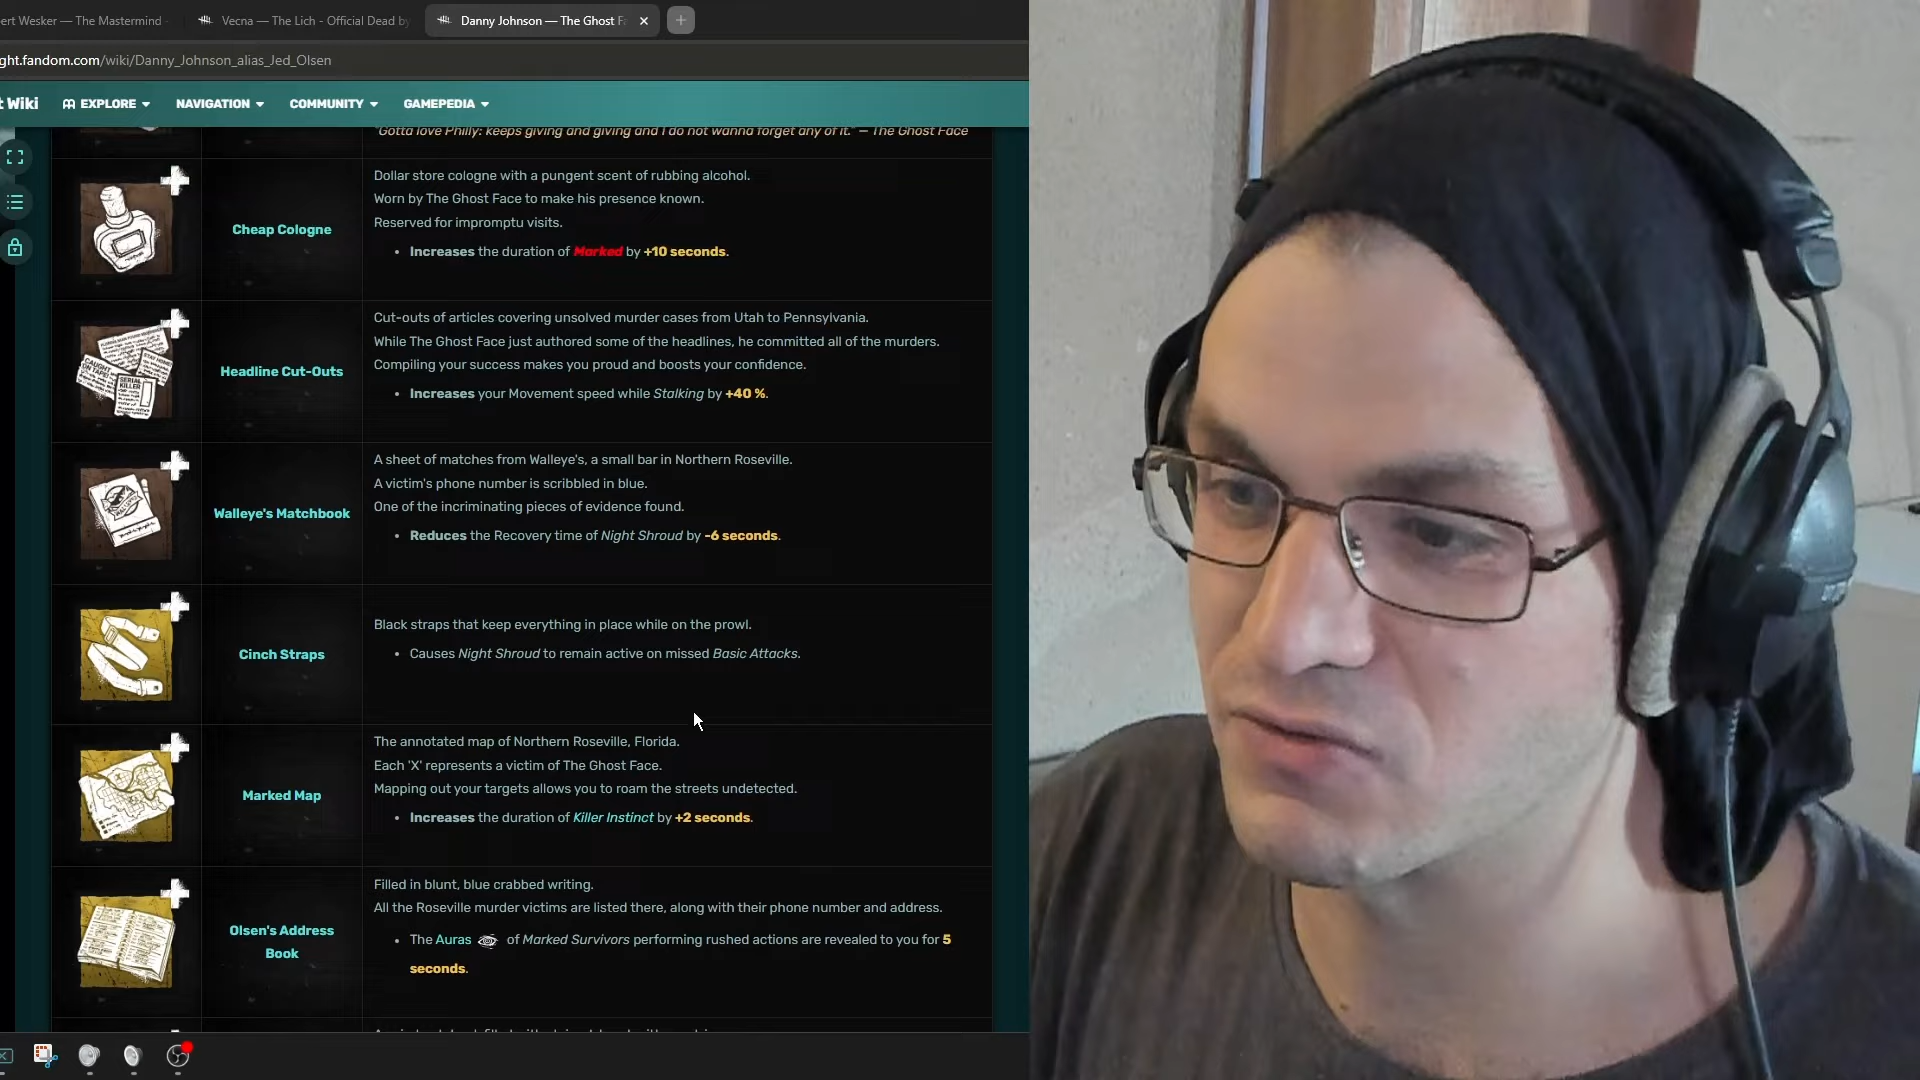 ert Wesker — The Mastermind
Vecna — The Lich - Official Dead by
Danny Johnson — The Ghost F
ght.fandom.com/wiki/Danny_Johnson_alias_Jed_Olsen
t Wiki
EXPLORE
NAVIGATION
COMMUNITY
GAMEPEDIA
"Gotta love Philly: keeps giving and giving and I do not wanna forget any of it." — The Ghost Face
Cheap Cologne
Dollar store cologne with a pungent scent of rubbing alcohol.
Worn by The Ghost Face to make his presence known.
Reserved for impromptu visits.
• Increases the duration of Marked by +10 seconds.
Headline Cut-Outs
Cut-outs of articles covering unsolved murder cases from Utah to Pennsylvania.
While The Ghost Face just authored some of the headlines, he committed all of the murders.
Compiling your success makes you proud and boosts your confidence.
• Increases your Movement speed while Stalking by +40 %.
Walleye's Matchbook
A sheet of matches from Walleye's, a small bar in Northern Roseville.
A victim's phone number is scribbled in blue.
One of the incriminating pieces of evidence found.
• Reduces the Recovery time of Night Shroud by -6 seconds.
Cinch Straps
Black straps that keep everything in place while on the prowl.
• Causes Night Shroud to remain active on missed Basic Attacks.
Marked Map
The annotated map of Northern Roseville, Florida.
Each 'X' represents a victim of The Ghost Face.
Mapping out your targets allows you to roam the streets undetected.
• Increases the duration of Killer Instinct by +2 seconds.
Olsen's Address
Book
Filled in blunt, blue crabbed writing.
All the Roseville murder victims are listed there, along with their phone number and address.
• The Auras of Marked Survivors performing rushed actions are revealed to you for 5
seconds.